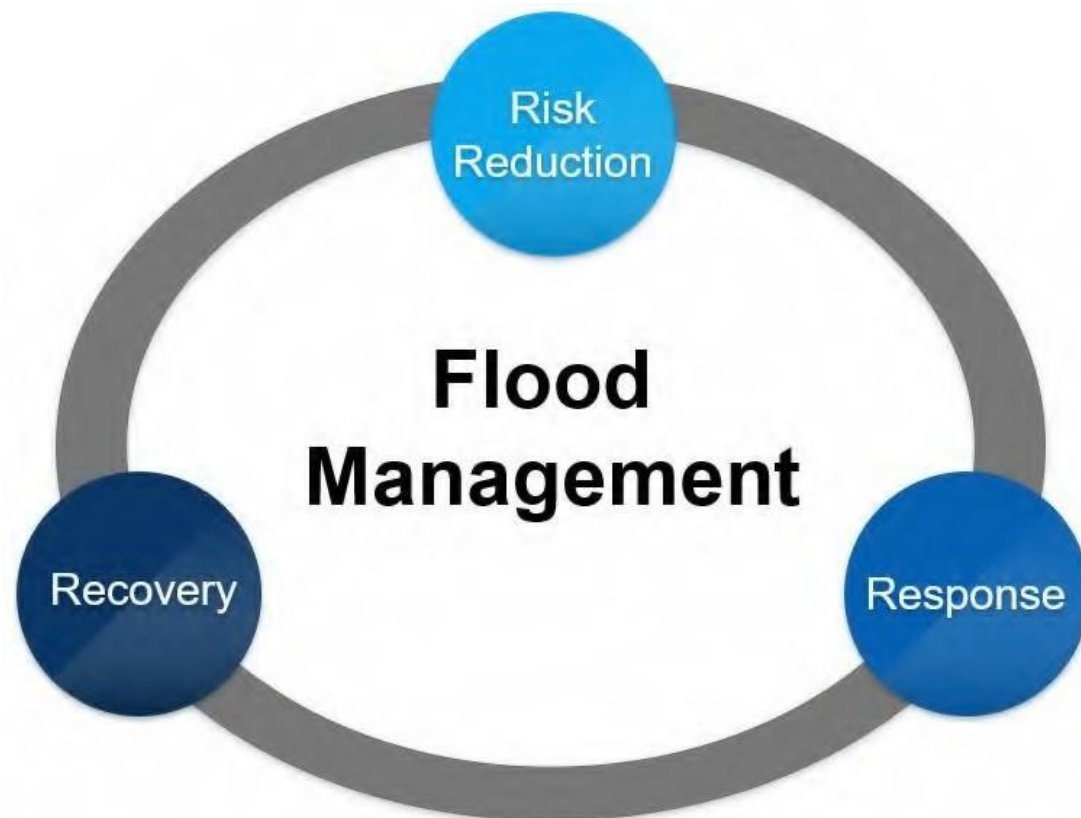 Risk
Reduction
Flood
Management
Recovery
Response